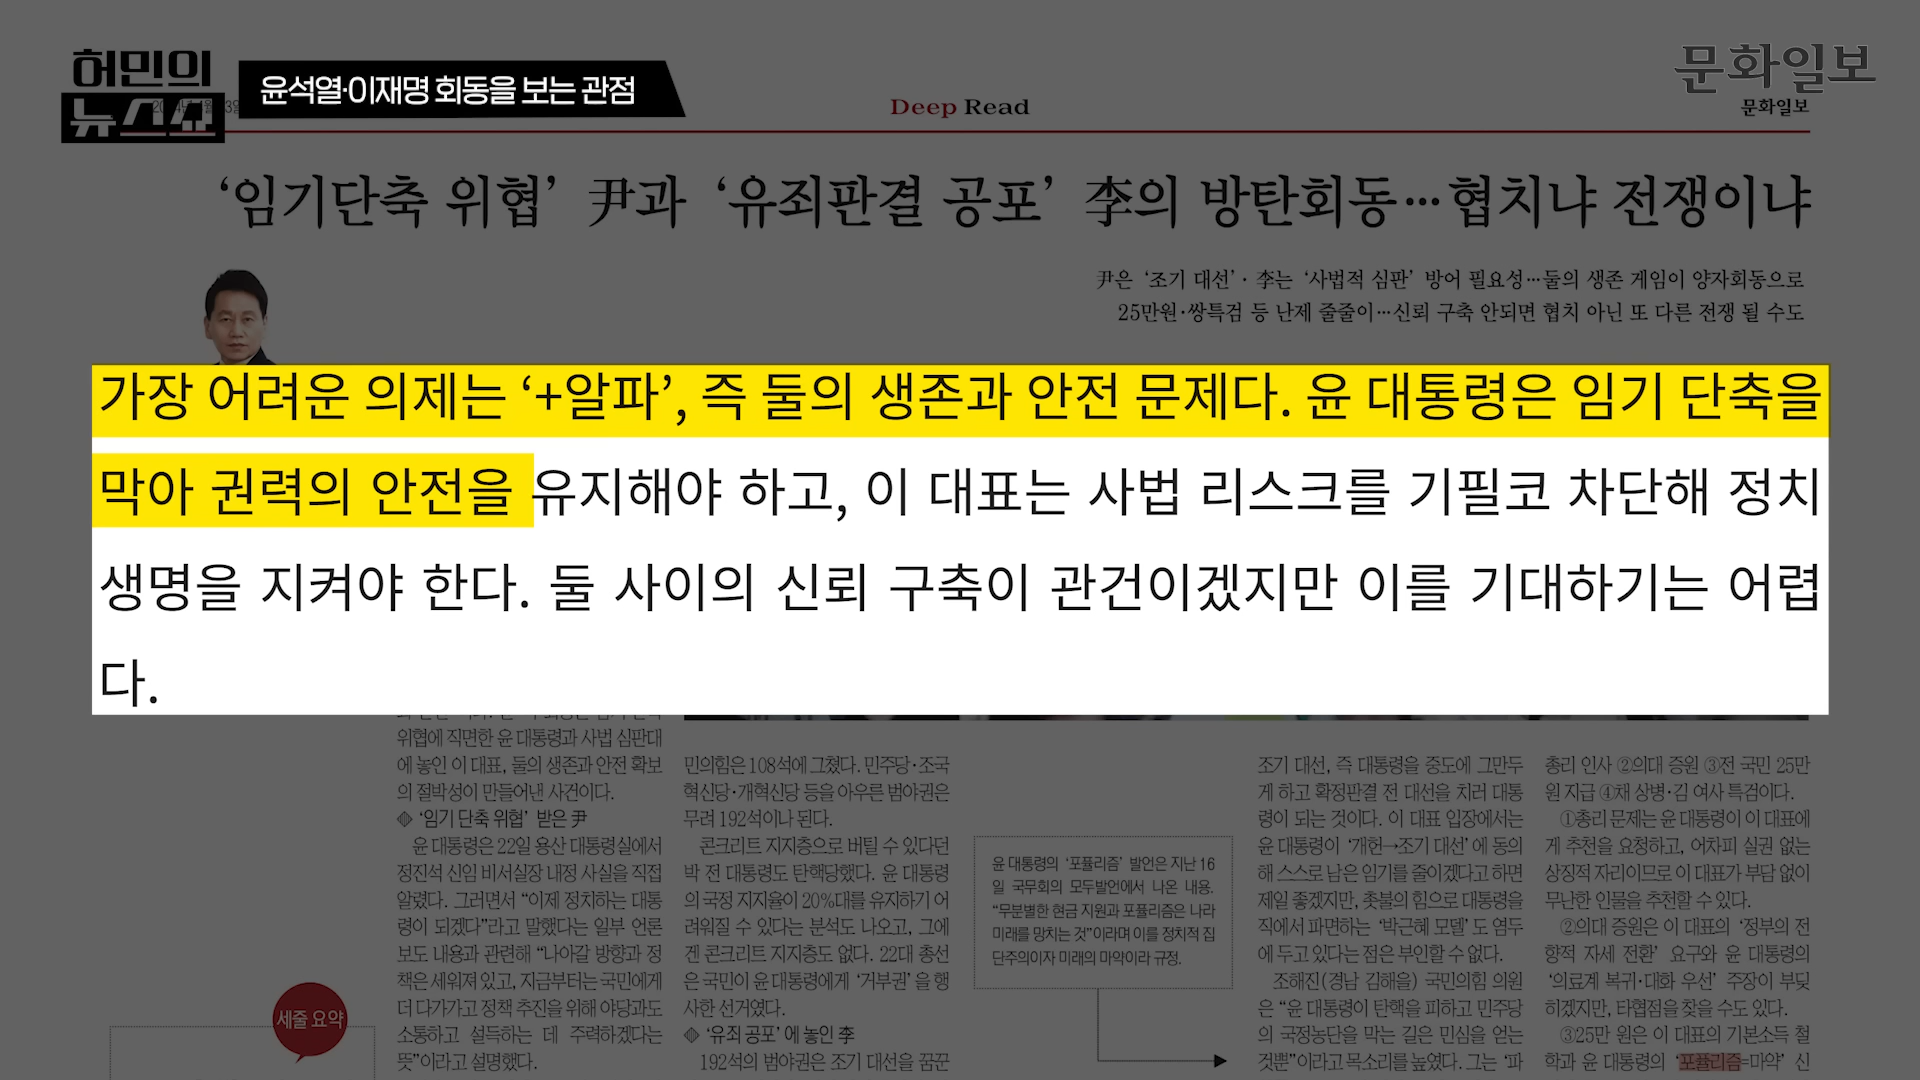 허민의
뉴스쇼
윤석열·이재명 회동을 보는 관점
문화일보
Deep Read
문화일보
‘임기단축 위협’ 尹과 ‘유죄판결 공포’ 李의 방탄회동…협치냐 전쟁이냐
尹은 ‘조기 대선’·李는 ‘사법적 심판’ 방어 필요성…둘의 생존 게임이 양자회동으로
25만원·쌍특검 등 난제 줄줄이…신뢰 구축 안되면 협치 아닌 또 다른 전쟁 될 수도
가장 어려운 의제는 ‘+알파’, 즉 둘의 생존과 안전 문제다. 윤 대통령은 임기 단축을
막아 권력의 안전을 유지해야 하고, 이 대표는 사법 리스크를 기필코 차단해 정치
생명을 지켜야 한다. 둘 사이의 신뢰 구축이 관건이겠지만 이를 기대하기는 어렵
다.
위협에 직면한 윤 대통령과 사법 심판대
에 놓인 이 대표, 둘의 생존과 안전 확보
의 절박성이 만들어낸 사건이다.
◈ ‘임기 단축 위협’ 받은 尹
윤 대통령은 22일 용산 대통령실에서
정진석 신임 비서실장 내정 사실을 직접
알렸다. 그러면서 “이제 정치하는 대통
령이 되겠다”라고 말했다는 일부 언론
보도 내용과 관련해 “나아갈 방향과 정
책은 세워져 있고, 지금부터는 국민에게
더 다가가고 정책 추진을 위해 야당과도
소통하고 설득하는 데 주력하겠다는
뜻”이라고 설명했다.
세줄 요약
민의힘은 108석에 그쳤다. 민주당·조국
혁신당·개혁신당 등을 아우른 범야권은
무려 192석이나 된다.
콘크리트 지지층으로 버틸 수 있다던
박 전 대통령도 탄핵당했다. 윤 대통령
의 국정 지지율이 20%대를 유지하기 어
려워질 수 있다는 분석도 나오고, 그에
겐 콘크리트 지지층도 없다. 22대 총선
은 국민이 윤 대통령에게 ‘거부권’을 행
사한 선거였다.
◈ ‘유죄 공포’에 놓인 李
192석의 범야권은 조기 대선을 꿈꾼
윤 대통령의 ‘포퓰리즘’ 발언은 지난 16
일 국무회의 모두발언에서 나온 내용.
“무분별한 현금 지원과 포퓰리즘은 나라
미래를 망치는 것”이라며 이를 정치적 집
단주의이자 미래의 마약이라 규정.
조기 대선, 즉 대통령을 중도에 그만두
게 하고 확정판결 전 대선을 치러 대통
령이 되는 것이다. 이 대표 입장에서는
윤 대통령이 ‘개헌→조기 대선’에 동의
해 스스로 남은 임기를 줄이겠다고 하면
제일 좋겠지만, 촛불의 힘으로 대통령을
직에서 파면하는 ‘박근혜 모델’도 염두
에 두고 있다는 점은 부인할 수 없다.
조해진(경남 김해을) 국민의힘 의원
은 “윤 대통령이 탄핵을 피하고 민주당
의 국정농단을 막는 길은 민심을 얻는
것뿐”이라고 목소리를 높였다. 그는 ‘파
총리 인사 ②의대 증원 ③전 국민 25만
원 지급 ④채 상병·김 여사 특검이다.
①총리 문제는 윤 대통령이 이 대표에
게 추천을 요청하고, 어차피 실권 없는
상징적 자리이므로 이 대표가 부담 없이
무난한 인물을 추천할 수 있다.
②의대 증원은 이 대표의 ‘정부의 전
향적 자세 전환’ 요구와 윤 대통령의
‘의료계 복귀·대화 우선’ 주장이 부딪
히겠지만, 타협점을 찾을 수도 있다.
③25만 원은 이 대표의 기본소득 철
학과 윤 대통령의 ‘포퓰리즘=마약’ 신